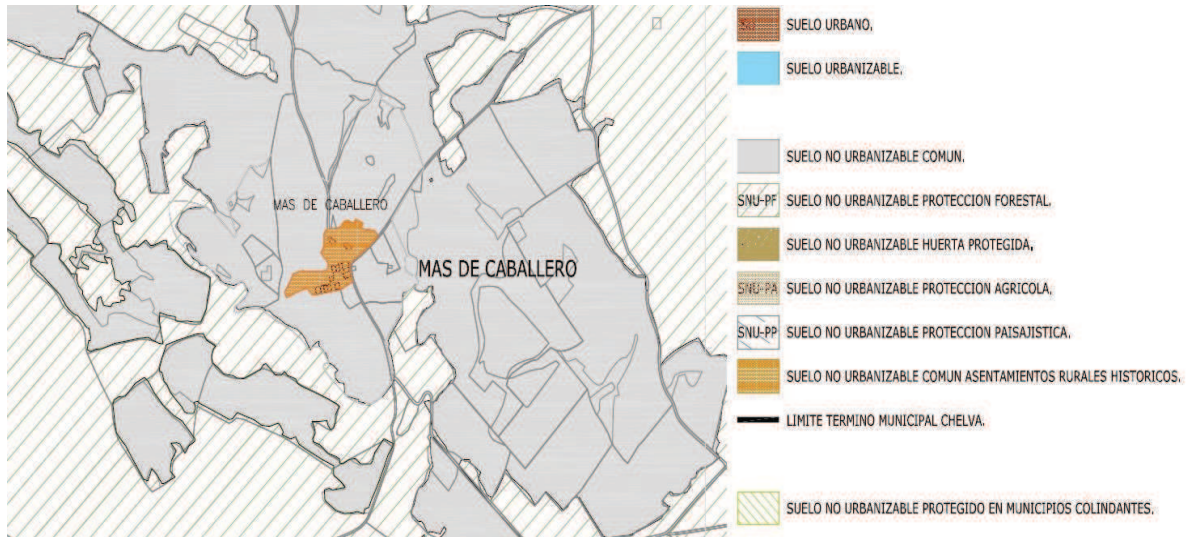 MAS DE CABALLERO
MAS DE CABALLERO
SUELO URBANO.
SUELO URBANIZABLE.
SUELO NO URBANIZABLE COMUN.
SNU-PF SUELO NO URBANIZABLE PROTECCION FORESTAL.
SUELO NO URBANIZABLE HUERTA PROTEGIDA.
SNU-PA SUELO NO URBANIZABLE PROTECCION AGRICOLA.
SNU-PP SUELO NO URBANIZABLE PROTECCION PAISAJISTICA.
SUELO NO URBANIZABLE COMUN ASENTAMIENTOS RURALES HISTORICOS.
LIMITE TERMINO MUNICIPAL CHELVA.
SUELO NO URBANIZABLE PROTEGIDO EN MUNICIPIOS COLINDANTES.